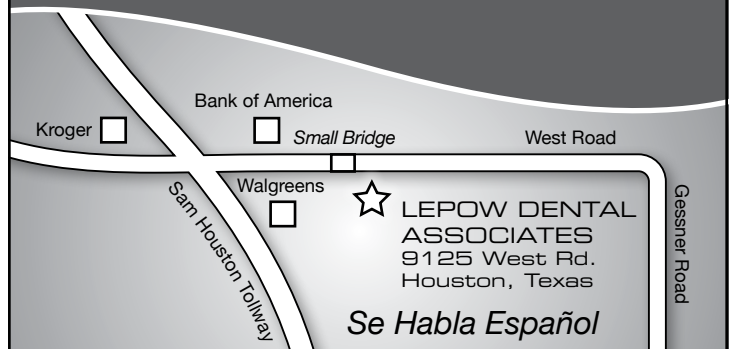 Bank of America
Kroger
Small Bridge
West Road
Walgreens
Sam Houston Tollway
LEPOW DENTAL
ASSOCIATES
9125 West Rd.
Houston, Texas
Gessner Road
Se Habla Español